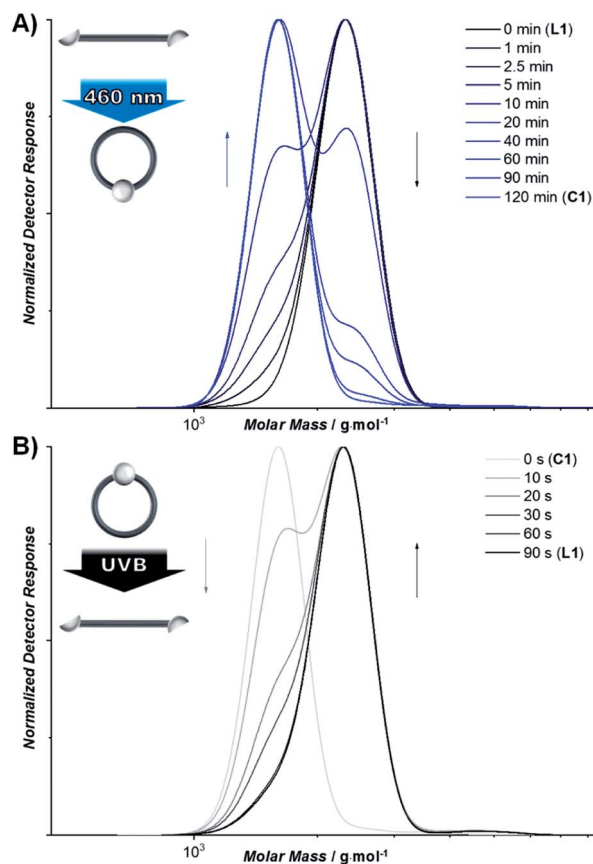 A)
460 nm
Normalized Detector Response
0 min (L1)
1 min
2.5 min
5 min
10 min
20 min
40 min
60 min
90 min
120 min (C1)
10³
Molar Mass / g·mol⁻¹
B)
UVB
Normalized Detector Response
0 s (C1)
10 s
20 s
30 s
60 s
90 s (L1)
10³
Molar Mass / g·mol⁻¹